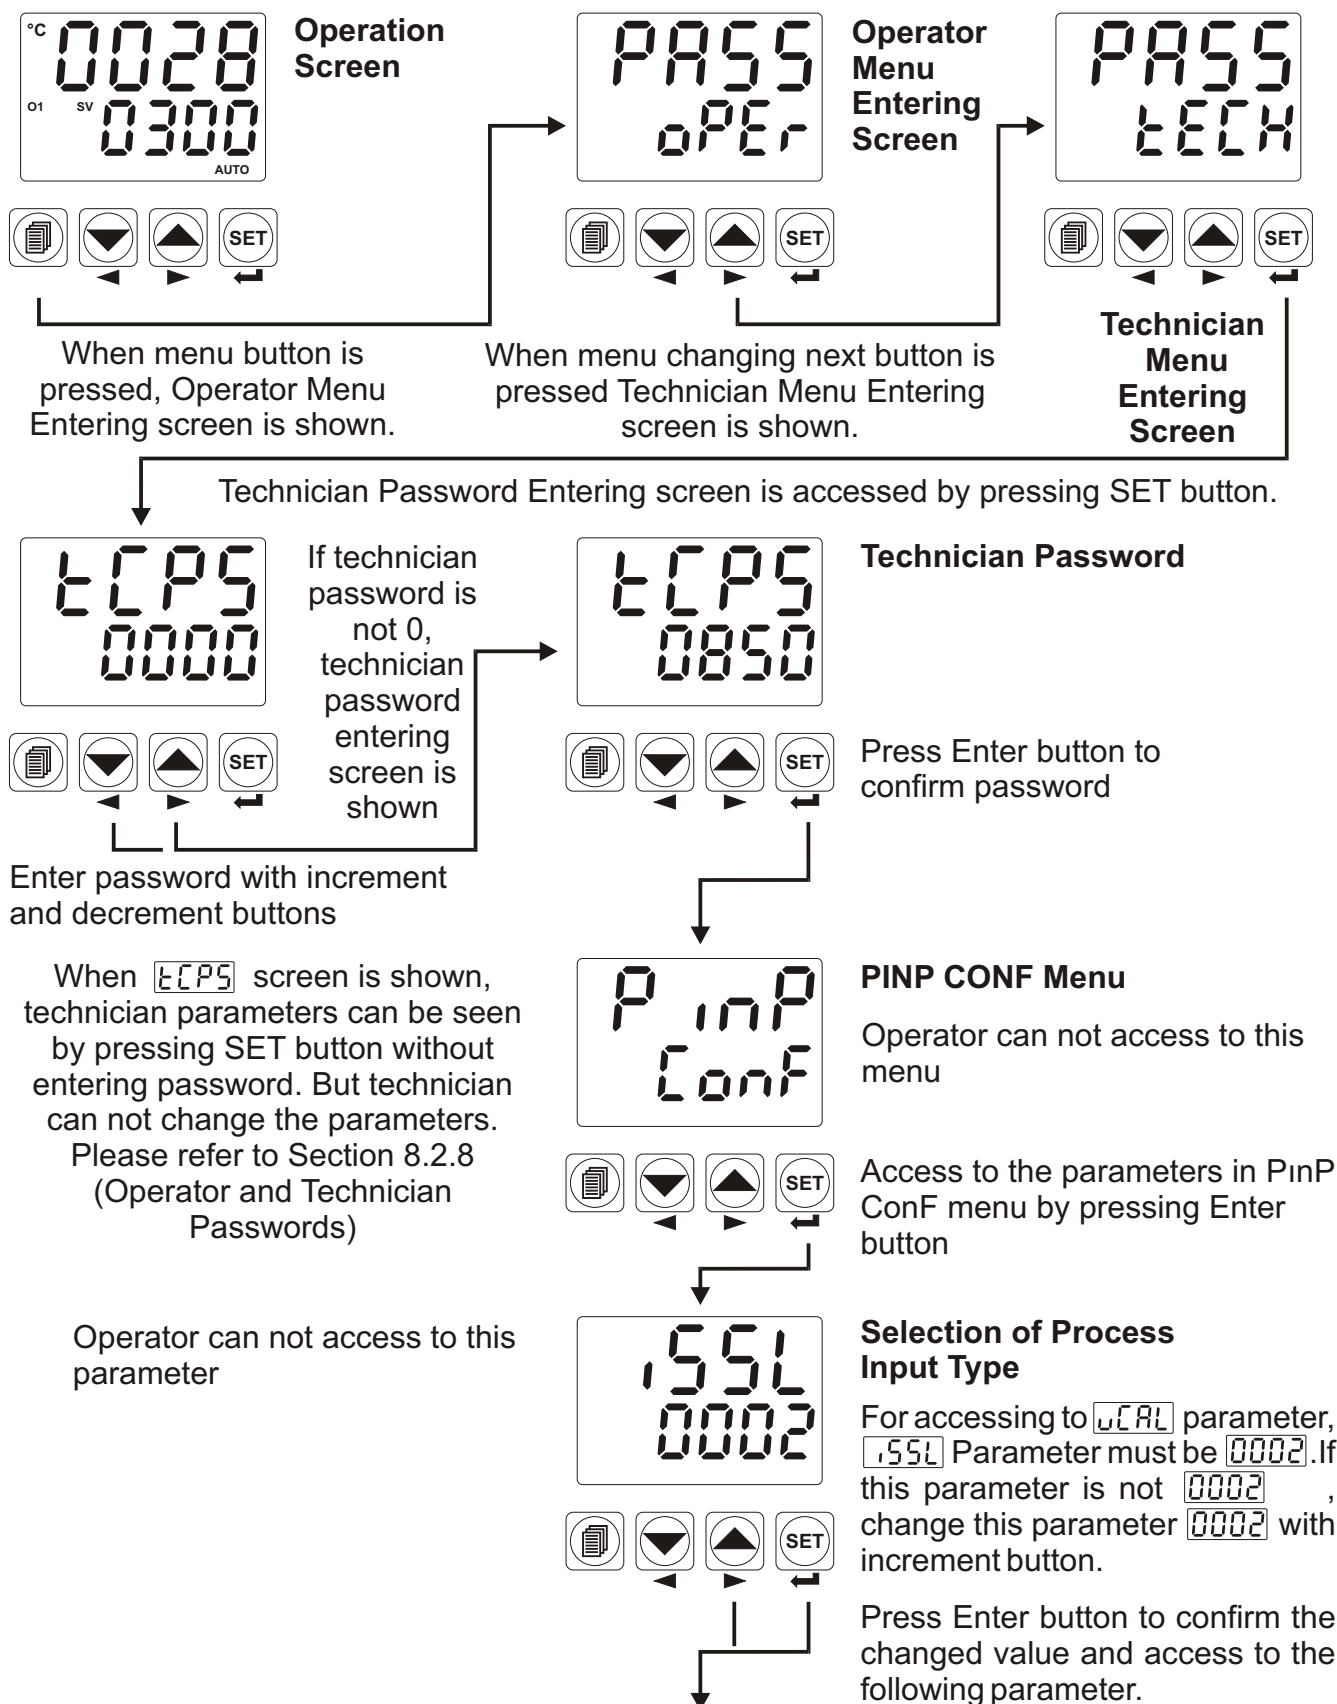 °C 0028
O1 SV 0300
AUTO
Operation
Screen
PASS
oPEr
Operator
Menu
Entering
Screen
PASS
tECH
SET
SET
SET
When menu button is
pressed, Operator Menu
Entering screen is shown.
When menu changing next button is
pressed Technician Menu Entering
screen is shown.
Technician
Menu
Entering
Screen
Technician Password Entering screen is accessed by pressing SET button.
tCPS
0000
If technician
password is
not 0,
technician
password
entering
screen is
shown
tCPS
0850
Technician Password
SET
SET
Press Enter button to
confirm password
Enter password with increment
and decrement buttons
When tCPS screen is shown,
technician parameters can be seen
by pressing SET button without
entering password. But technician
can not change the parameters.
Please refer to Section 8.2.8
(Operator and Technician
Passwords)
PinP
ConF
PINP CONF Menu
Operator can not access to this
menu
SET
Access to the parameters in PınP
ConF menu by pressing Enter
button
Operator can not access to this
parameter
iSSL
0002
Selection of Process
Input Type
For accessing to uCAL parameter,
iSSL Parameter must be 0002.If
this parameter is not 0002 ,
change this parameter 0002 with
increment button.
SET
Press Enter button to confirm the
changed value and access to the
following parameter.